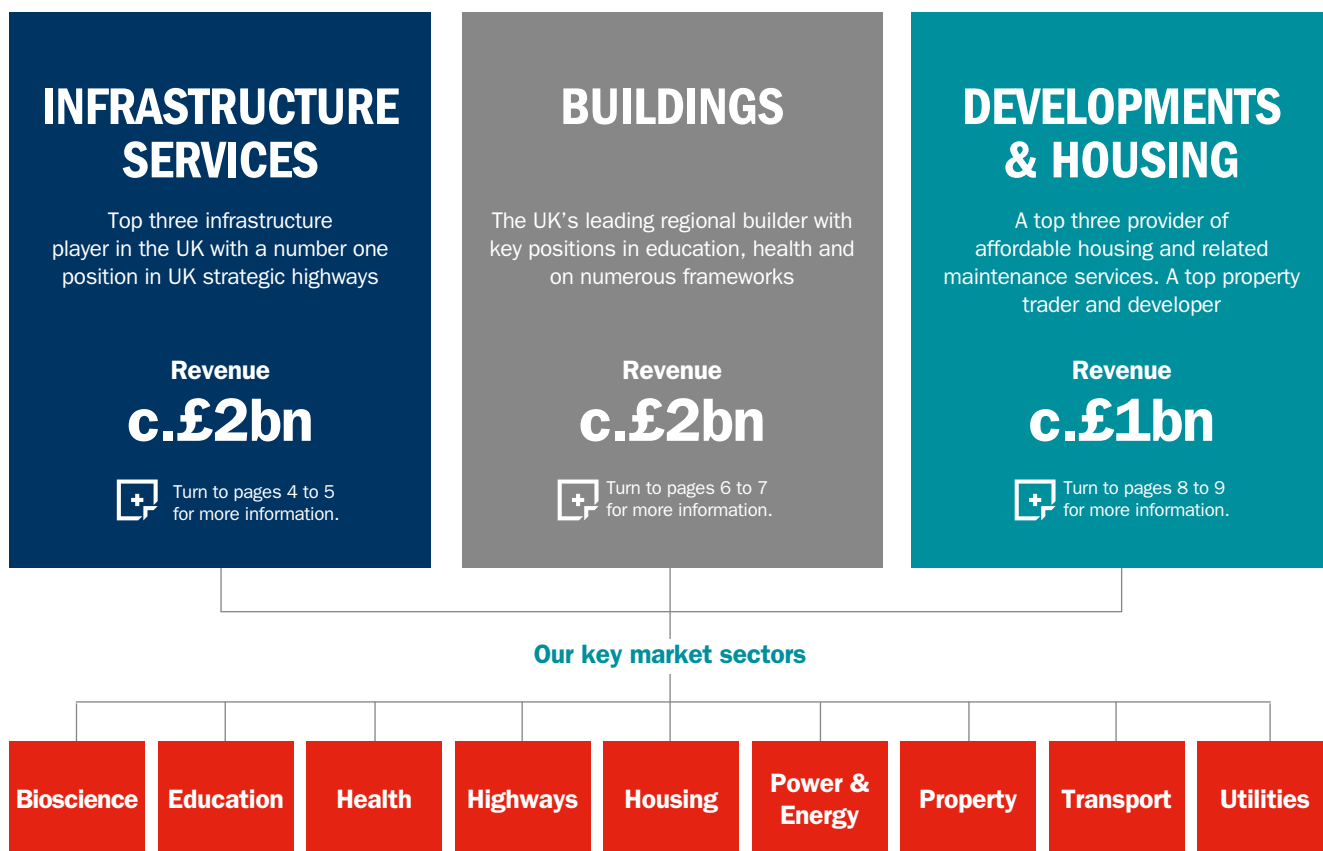 INFRASTRUCTURE
SERVICES
Top three infrastructure
player in the UK with a number one
position in UK strategic highways
Revenue
c.£2bn
Turn to pages 4 to 5
for more information.
BUILDINGS
The UK's leading regional builder with
key positions in education, health and
on numerous frameworks
Revenue
c.£2bn
Turn to pages 6 to 7
for more information.
DEVELOPMENTS
& HOUSING
A top three provider of
affordable housing and related
maintenance services. A top property
trader and developer
Revenue
c.£1bn
Turn to pages 8 to 9
for more information.
Our key market sectors
Bioscience
Education
Health
Highways
Housing
Power &
Energy
Property
Transport
Utilities